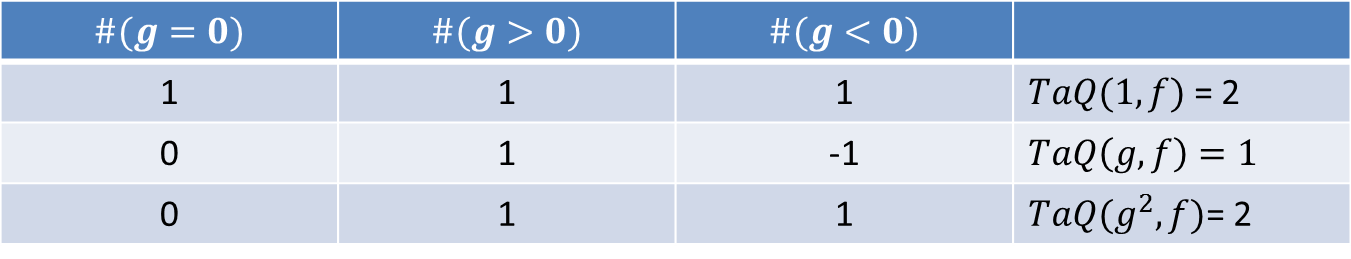 #(𝒈 = 𝟎) #(𝒈 > 𝟎) #(𝒈 < 𝟎)
1 1 1 TaQ(1, f) = 2
0 1 -1 TaQ(g, f) = 1
0 1 1 TaQ(g², f)= 2